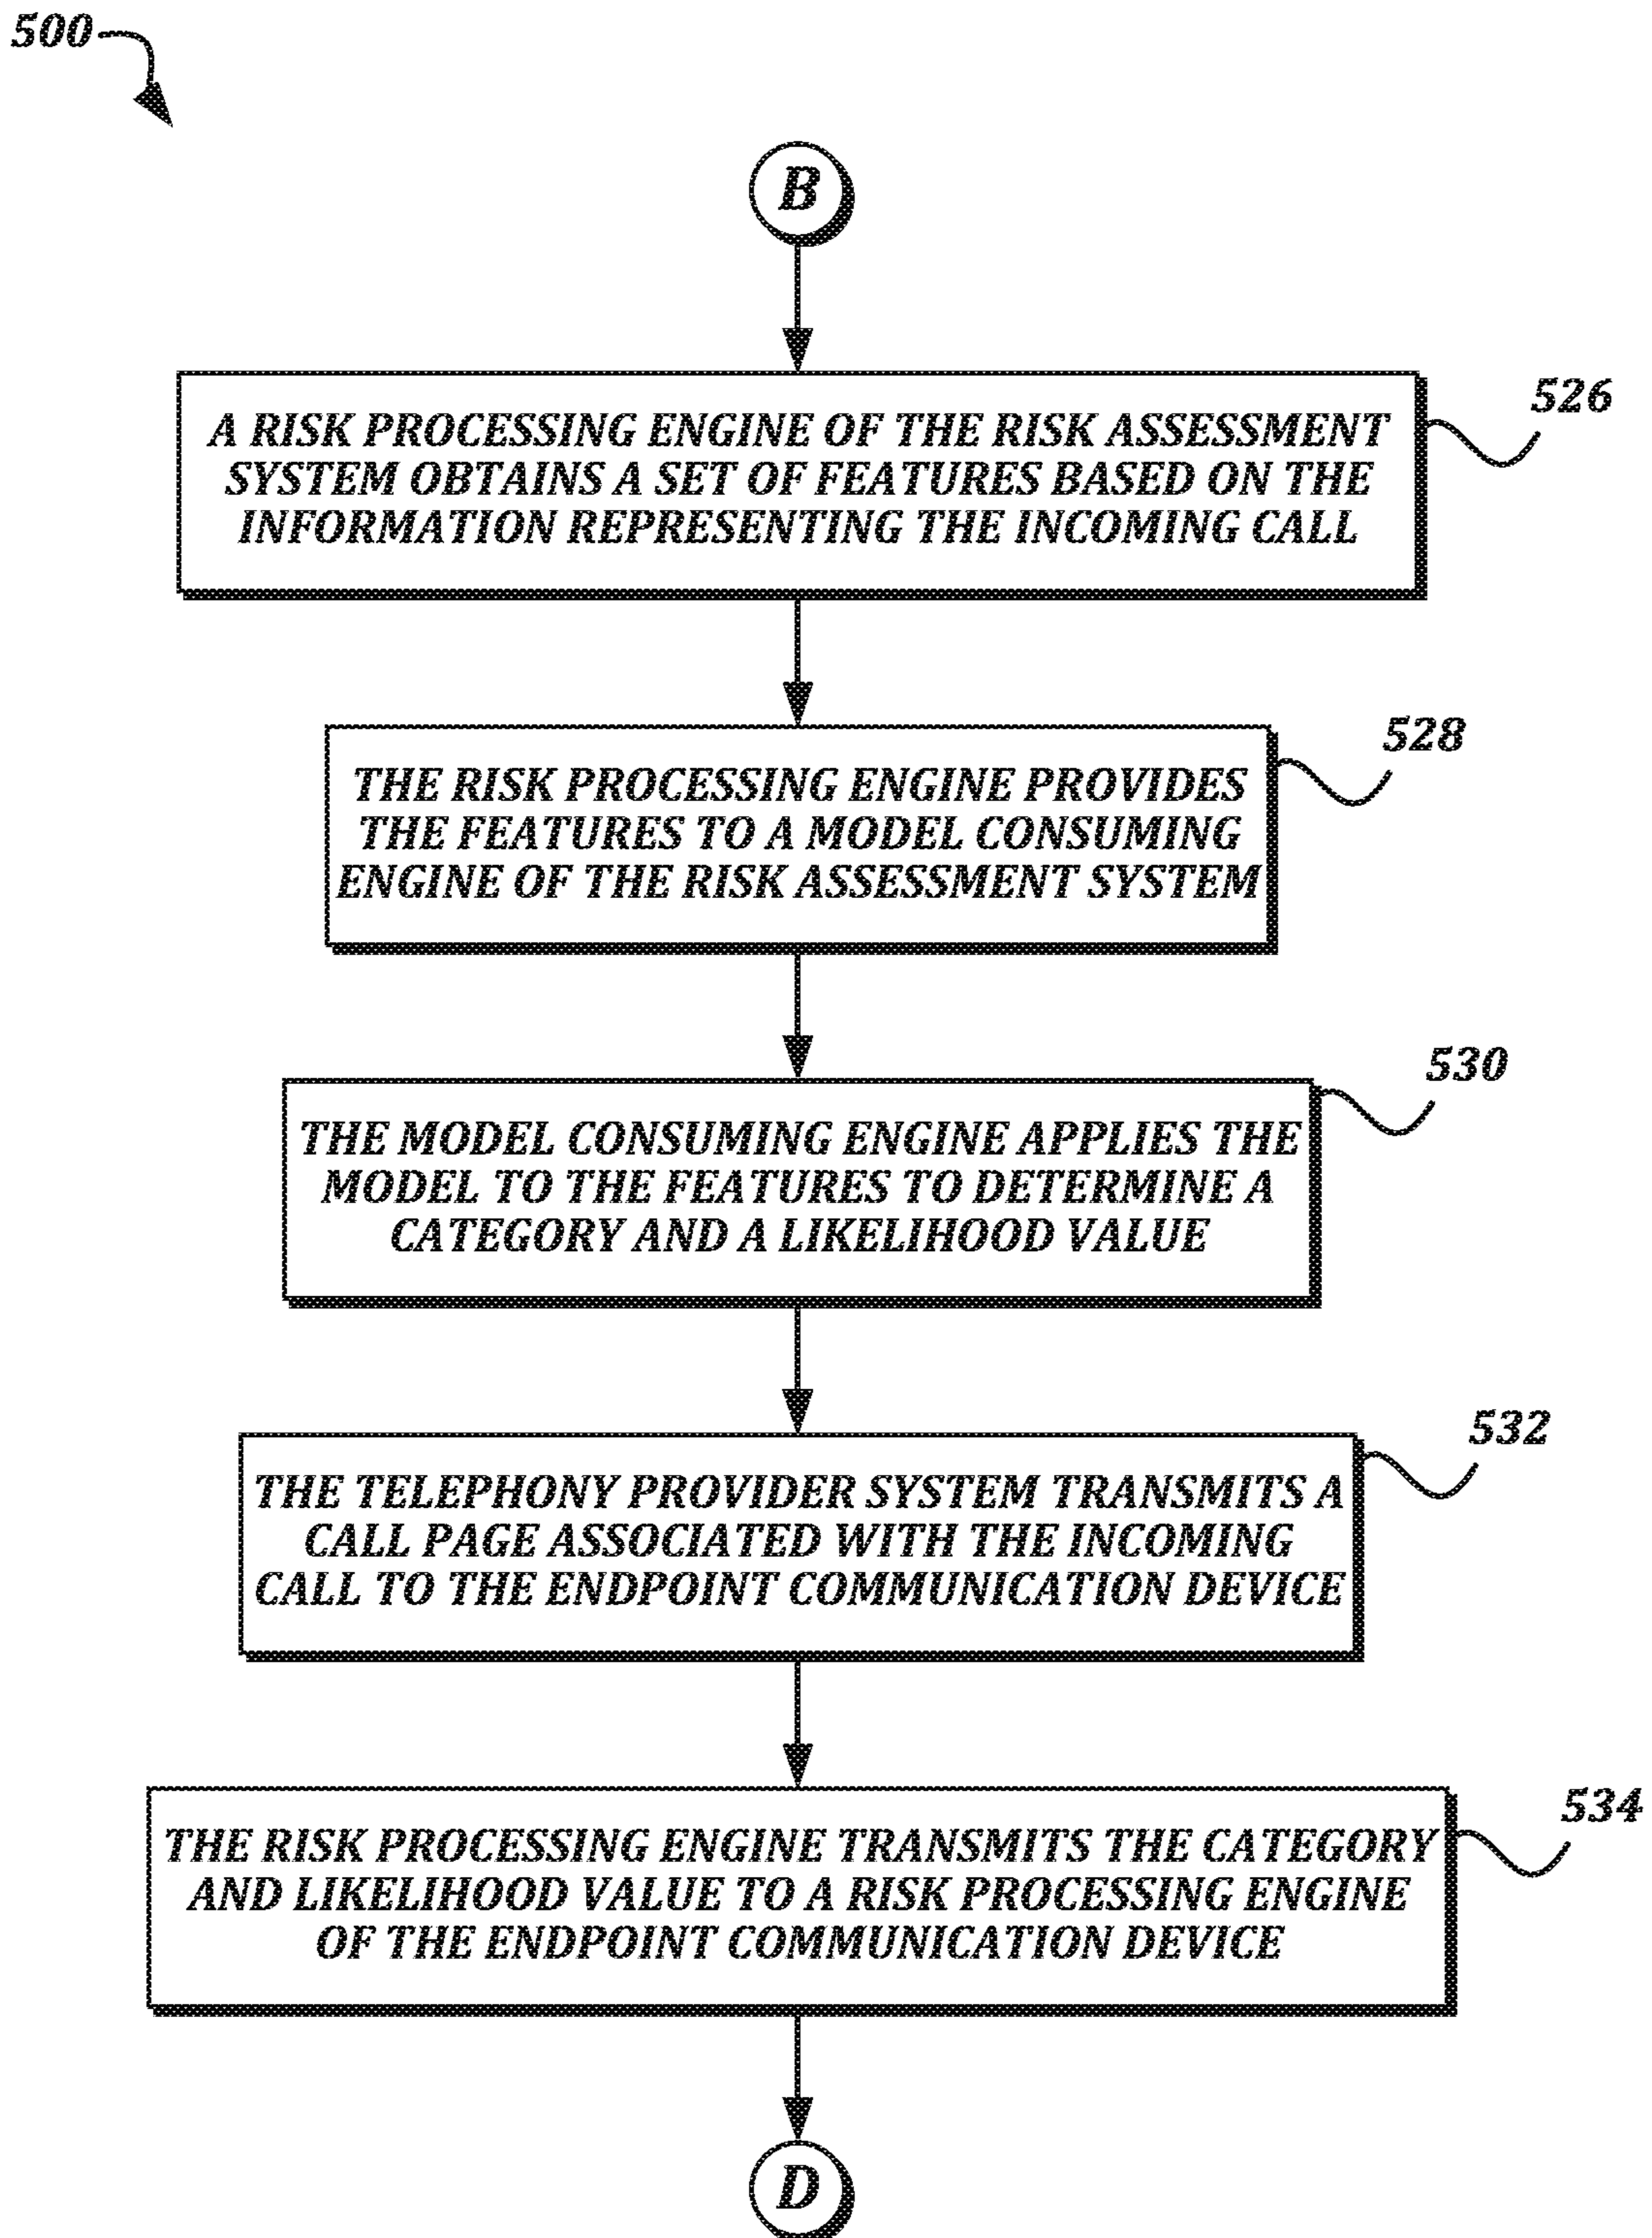 500
B
A RISK PROCESSING ENGINE OF THE RISK ASSESSMENT
SYSTEM OBTAINS A SET OF FEATURES BASED ON THE
INFORMATION REPRESENTING THE INCOMING CALL
526
THE RISK PROCESSING ENGINE PROVIDES
THE FEATURES TO A MODEL CONSUMING
ENGINE OF THE RISK ASSESSMENT SYSTEM
528
THE MODEL CONSUMING ENGINE APPLIES THE
MODEL TO THE FEATURES TO DETERMINE A
CATEGORY AND A LIKELIHOOD VALUE
530
THE TELEPHONY PROVIDER SYSTEM TRANSMITS A
CALL PAGE ASSOCIATED WITH THE INCOMING
CALL TO THE ENDPOINT COMMUNICATION DEVICE
532
THE RISK PROCESSING ENGINE TRANSMITS THE CATEGORY
AND LIKELIHOOD VALUE TO A RISK PROCESSING ENGINE
OF THE ENDPOINT COMMUNICATION DEVICE
534
D